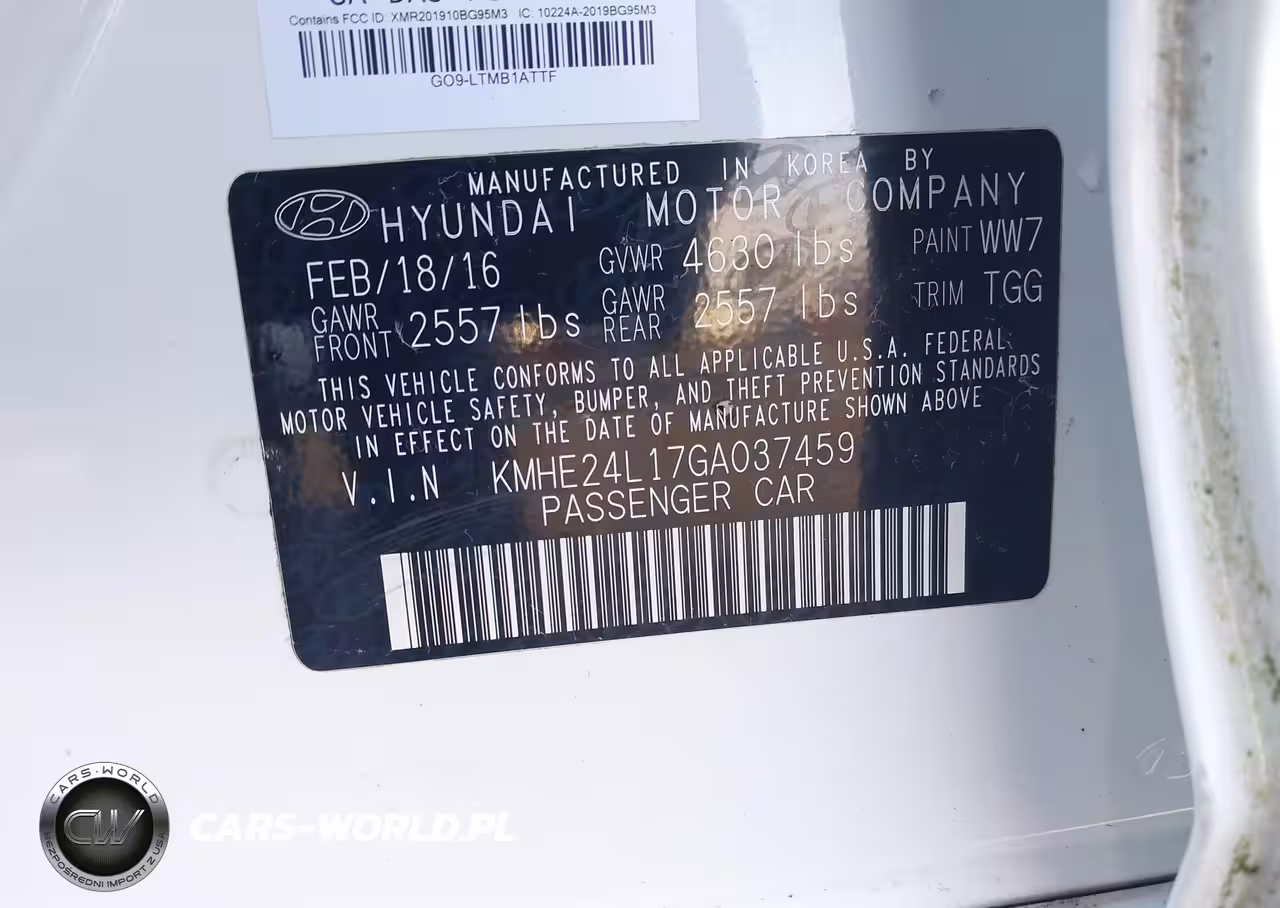 Contains FCC ID: XMR201910BG95M3 IC: 10224A-2019BG95M3
GO9-LTMB1ATTF
MANUFACTURED IN KOREA BY
HYUNDAI MOTOR COMPANY
FEB/18/16 GVWR 4630 lbs PAINT WW7
GAWR FRONT 2557 lbs GAWR REAR 2557 lbs TRIM TGG
THIS VEHICLE CONFORMS TO ALL APPLICABLE U.S.A. FEDERAL
MOTOR VEHICLE SAFETY, BUMPER, AND THEFT PREVENTION STANDARDS
IN EFFECT ON THE DATE OF MANUFACTURE SHOWN ABOVE
V.I.N KMHE24L17GA037459
PASSENGER CAR
CARS-WORLD
CW
BEZPOŚREDNI IMPORT Z USA
CARS-WORLD.PL